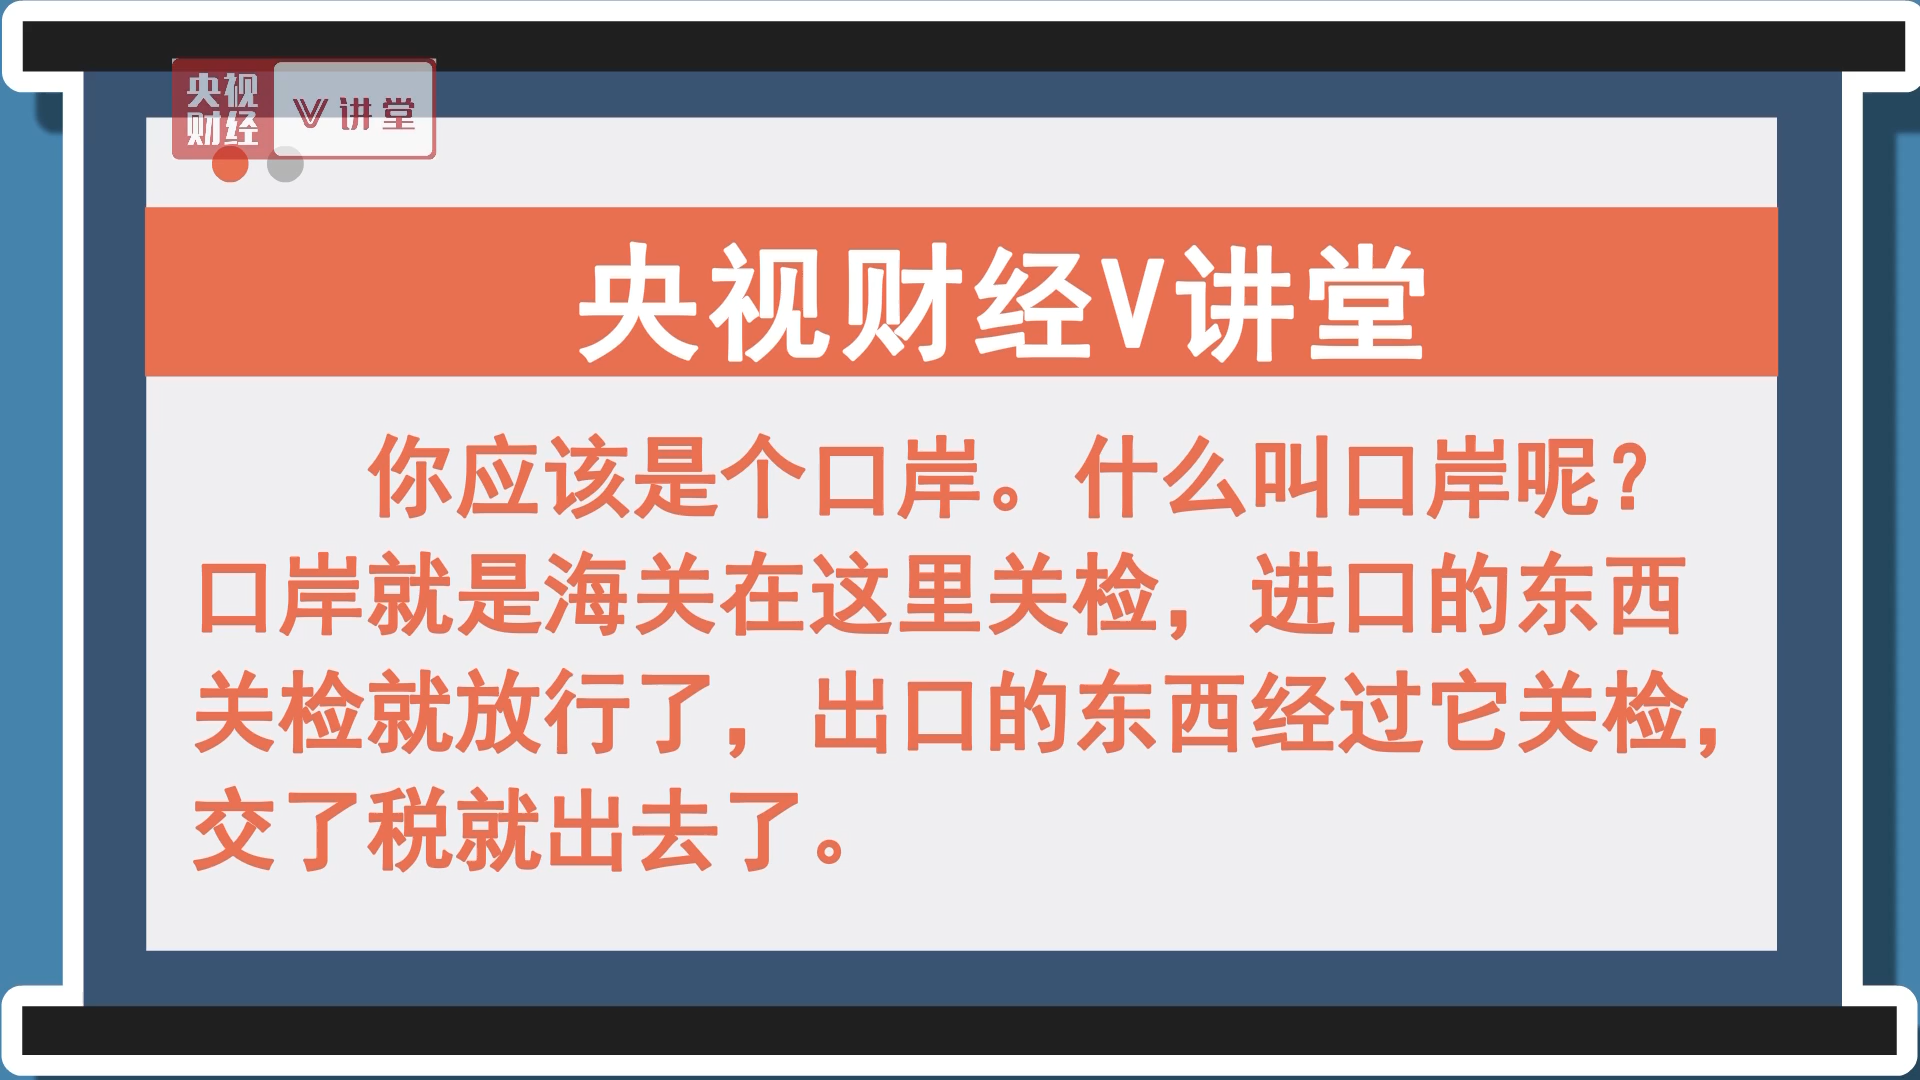 央视
财经
V讲堂
央视财经V讲堂
你应该是个口岸。什么叫口岸呢？
口岸就是海关在这里关检，进口的东西
关检就放行了，出口的东西经过它关检，
交了税就出去了。